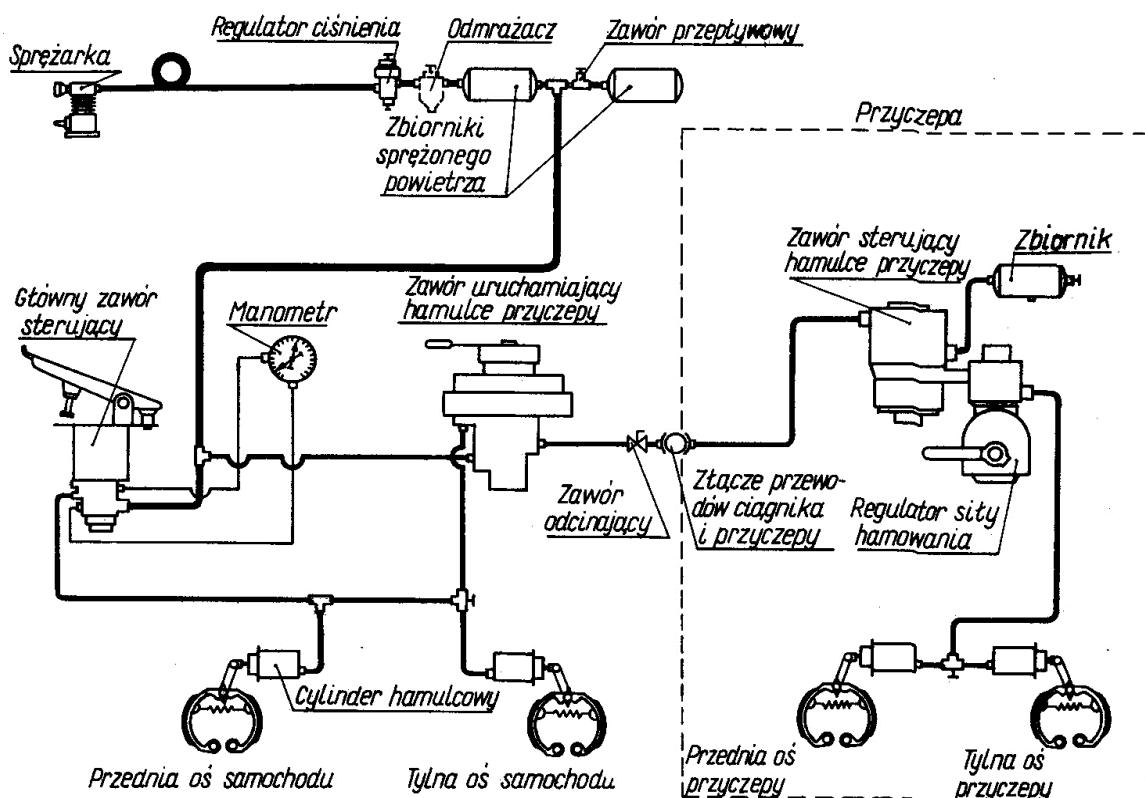 Sprężarka
Regulator ciśnienia
Odmrażacz
Zawór przepływowy
Zbiorniki
sprężonego
powietrza
Przyczepa
Zawór sterujący
hamulce przyczepy
Zbiornik
Główny zawór
sterujący
Manometr
Zawór uruchamiający
hamulce przyczepy
Zawór
odcinający
Złącze przewo-
dów ciągnika
i przyczepy
Regulator siły
hamowania
Cylinder hamulcowy
Przednia oś samochodu
Tylna oś samochodu
Przednia oś
przyczepy
Tylna oś
przyczepy